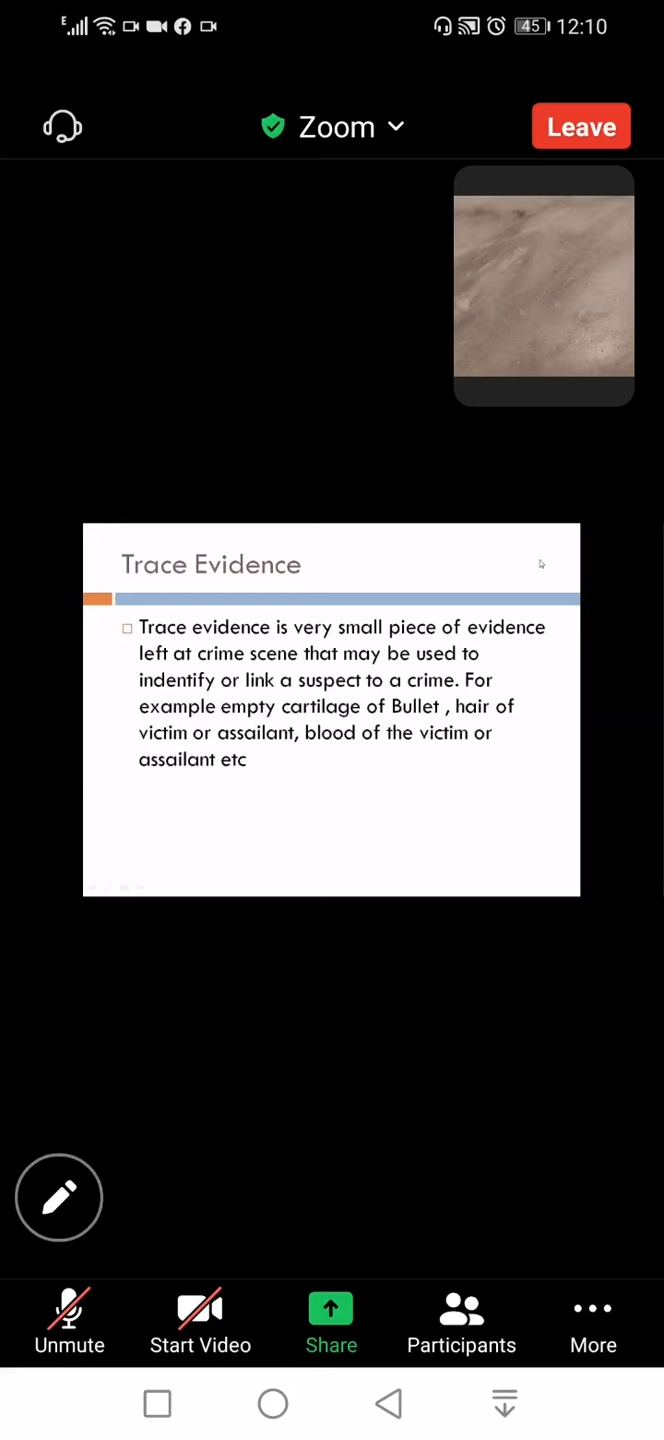 E
45
12:10
Zoom
Leave
Trace Evidence
Trace evidence is very small piece of evidence
left at crime scene that may be used to
indentify or link a suspect to a crime. For
example empty cartilage of Bullet , hair of
victim or assailant, blood of the victim or
assailant etc
Unmute
Start Video
Share
Participants
More